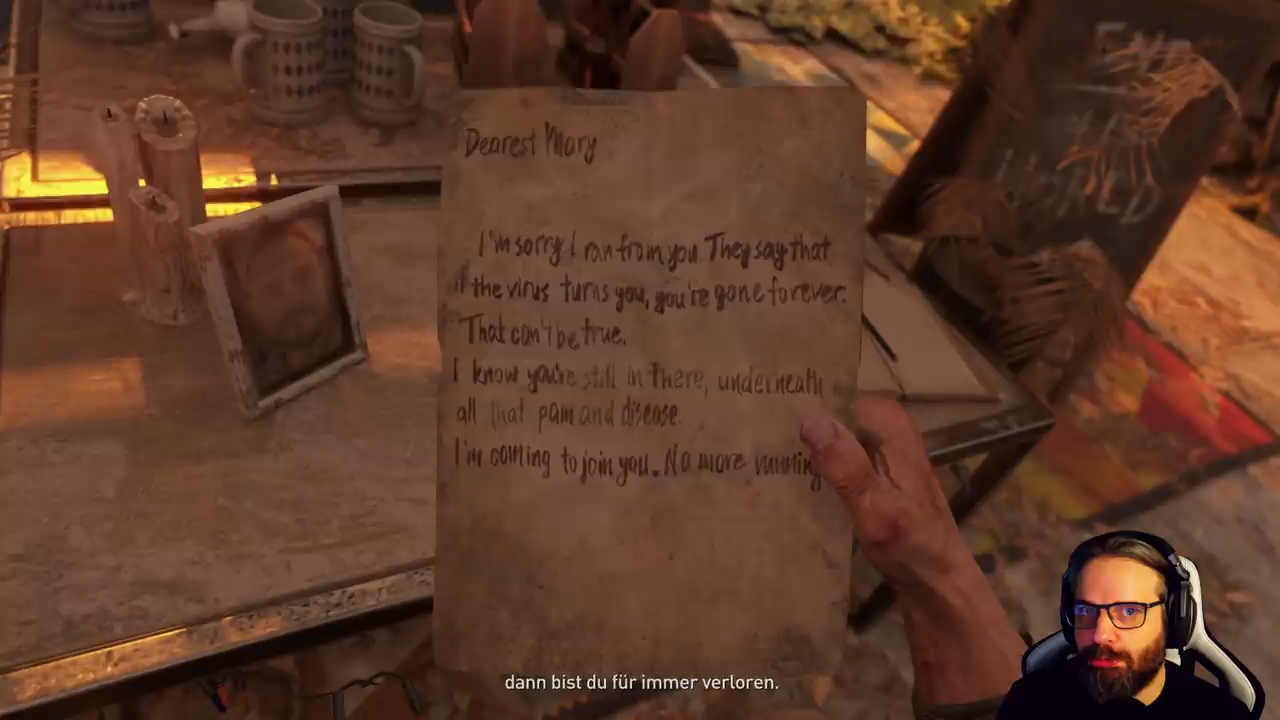 Dearest Mary
I'm sorry I ran from you. They say that
if the virus turns you, you're gone forever.
That can't be true.
I know you're still in there, underneath
all that pain and disease.
I'm coming to join you. No more running
WORLD
dann bist du für immer verloren.